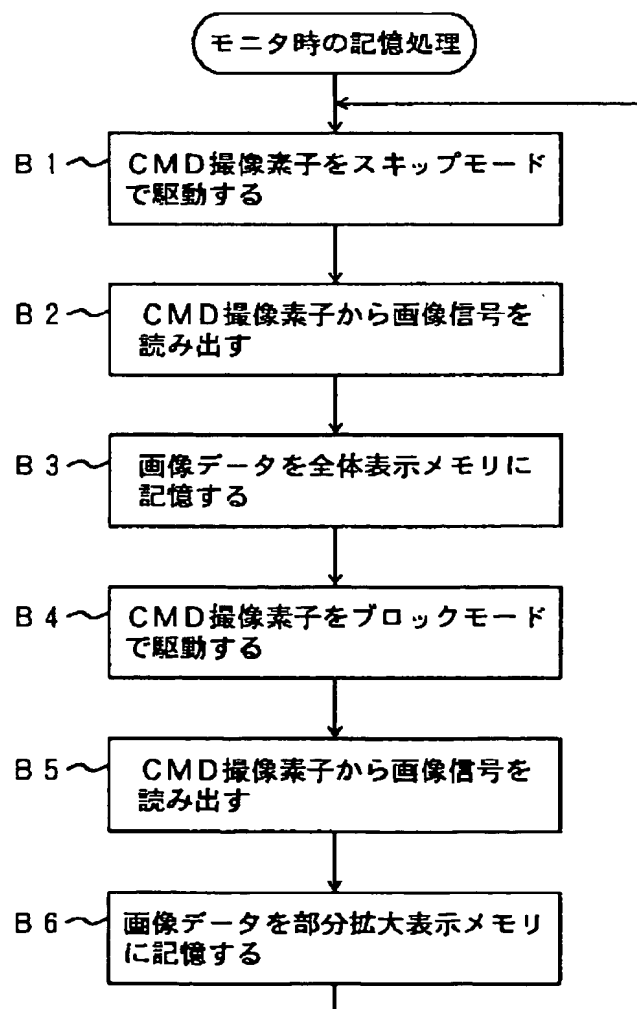 モニタ時の記憶処理
B1 CMD撮像素子をスキップモード
で駆動する
B2 CMD撮像素子から画像信号を
読み出す
B3 画像データを全体表示メモリに
記憶する
B4 CMD撮像素子をブロックモード
で駆動する
B5 CMD撮像素子から画像信号を
読み出す
B6 画像データを部分拡大表示メモリ
に記憶する